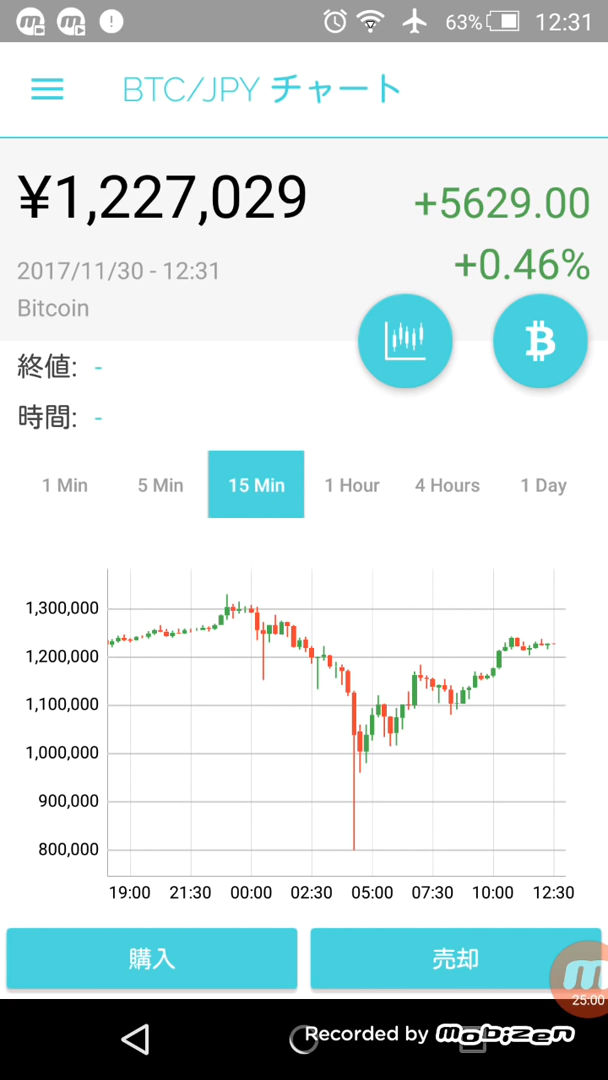 63% 12:31
BTC/JPY チャート
¥1,227,029
+5629.00
+0.46%
2017/11/30 - 12:31
Bitcoin
終値: -
時間: -
1 Min 5 Min 15 Min 1 Hour 4 Hours 1 Day
1,300,000
1,200,000
1,100,000
1,000,000
900,000
800,000
19:00 21:30 00:00 02:30 05:00 07:30 10:00 12:30
購入 売却
25:00
Recorded by mobizen